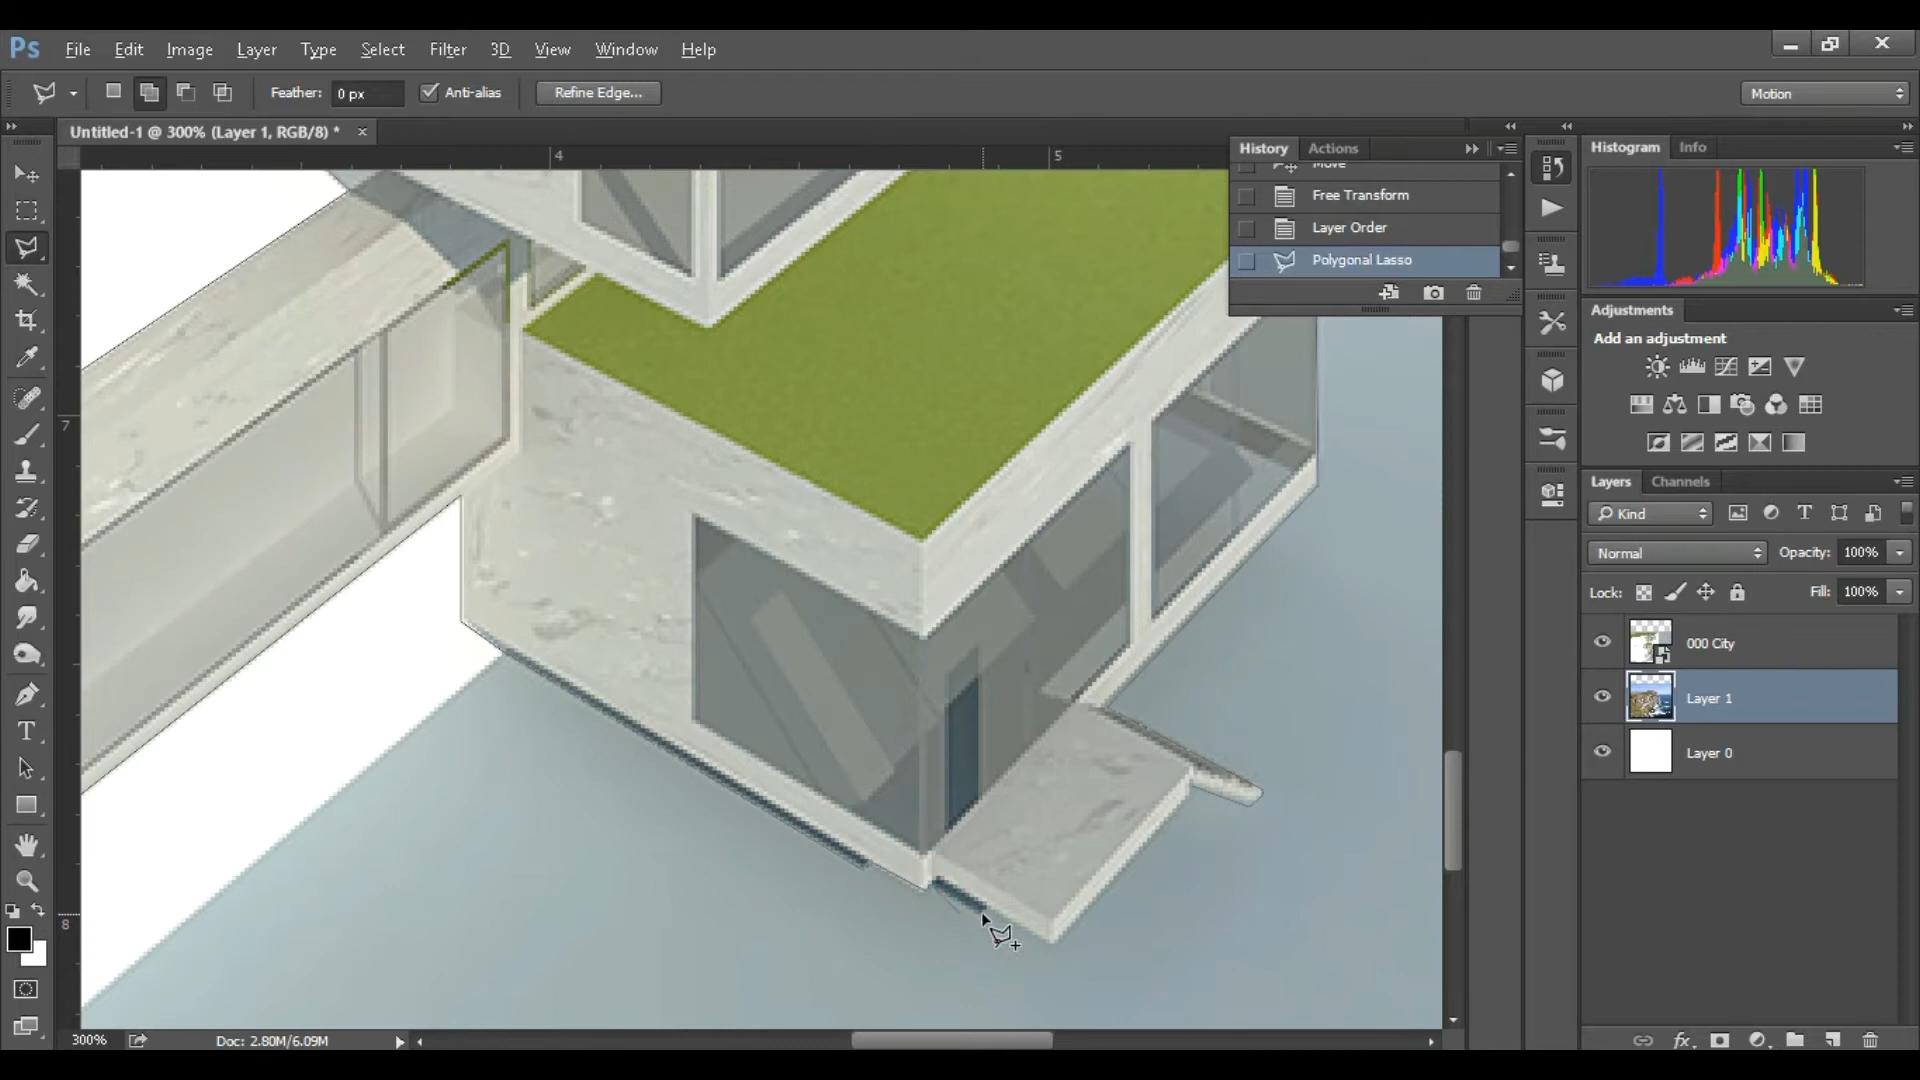 Ps File Edit Image Layer Type Select Filter 3D View Window Help
Feather: 0 px Anti-alias Refine Edge... Motion
Untitled-1 @ 300% (Layer 1, RGB/8) *
4 5
7
8
History Actions
Move
Free Transform
Layer Order
Polygonal Lasso
Histogram Info
Adjustments
Add an adjustment
Layers Channels
Kind
Normal Opacity: 100%
Lock: Fill: 100%
000 City
Layer 1
Layer 0
fx
300% Doc: 2.80M/6.09M